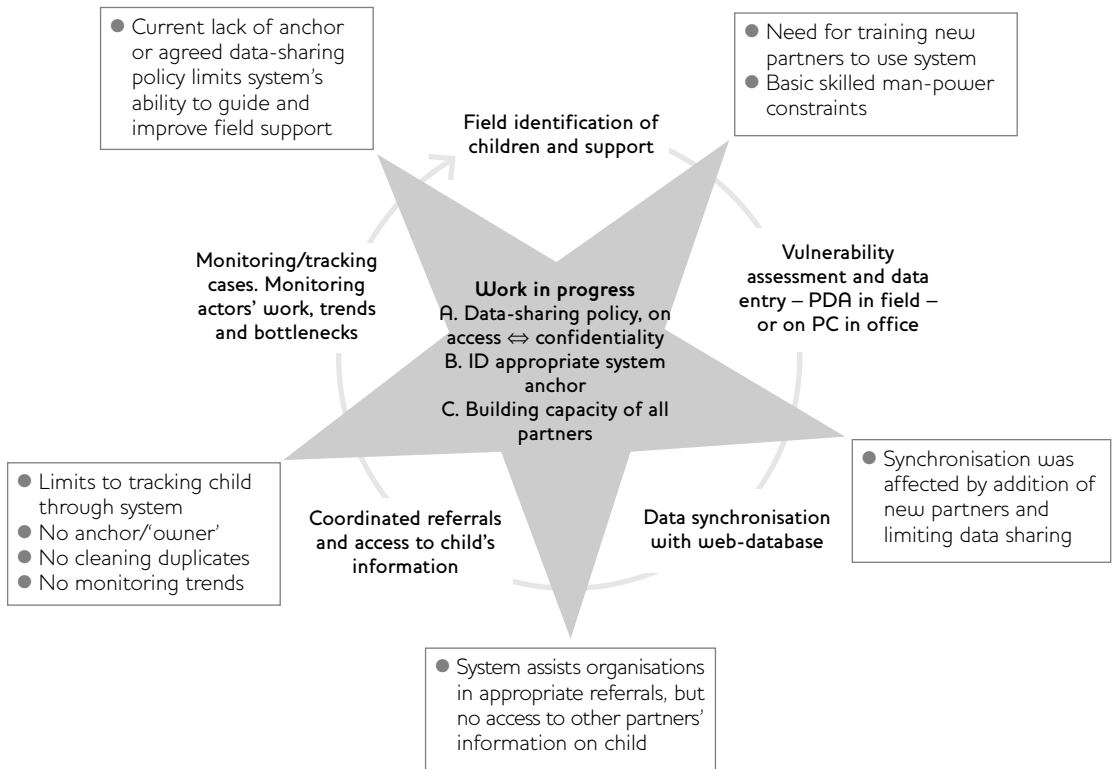 ● Current lack of anchor
or agreed data-sharing
policy limits system's
ability to guide and
improve field support
● Need for training new
partners to use system
● Basic skilled man-power
constraints
Field identification of
children and support
Monitoring/tracking
cases. Monitoring
actors' work, trends
and bottlenecks
Work in progress
A. Data-sharing policy, on
access ⇔ confidentiality
B. ID appropriate system
anchor
C. Building capacity of all
partners
Vulnerability
assessment and data
entry – PDA in field –
or on PC in office
● Limits to tracking child
through system
● No anchor/'owner'
● No cleaning duplicates
● No monitoring trends
Coordinated referrals
and access to child's
information
Data synchronisation
with web-database
● Synchronisation was
affected by addition of
new partners and
limiting data sharing
● System assists organisations
in appropriate referrals, but
no access to other partners'
information on child